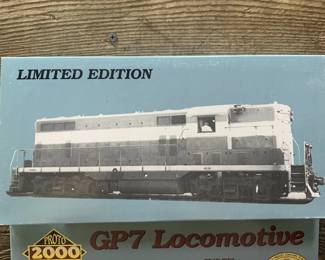 LIMITED EDITION
PROTO
2000
GP7 Locomotive